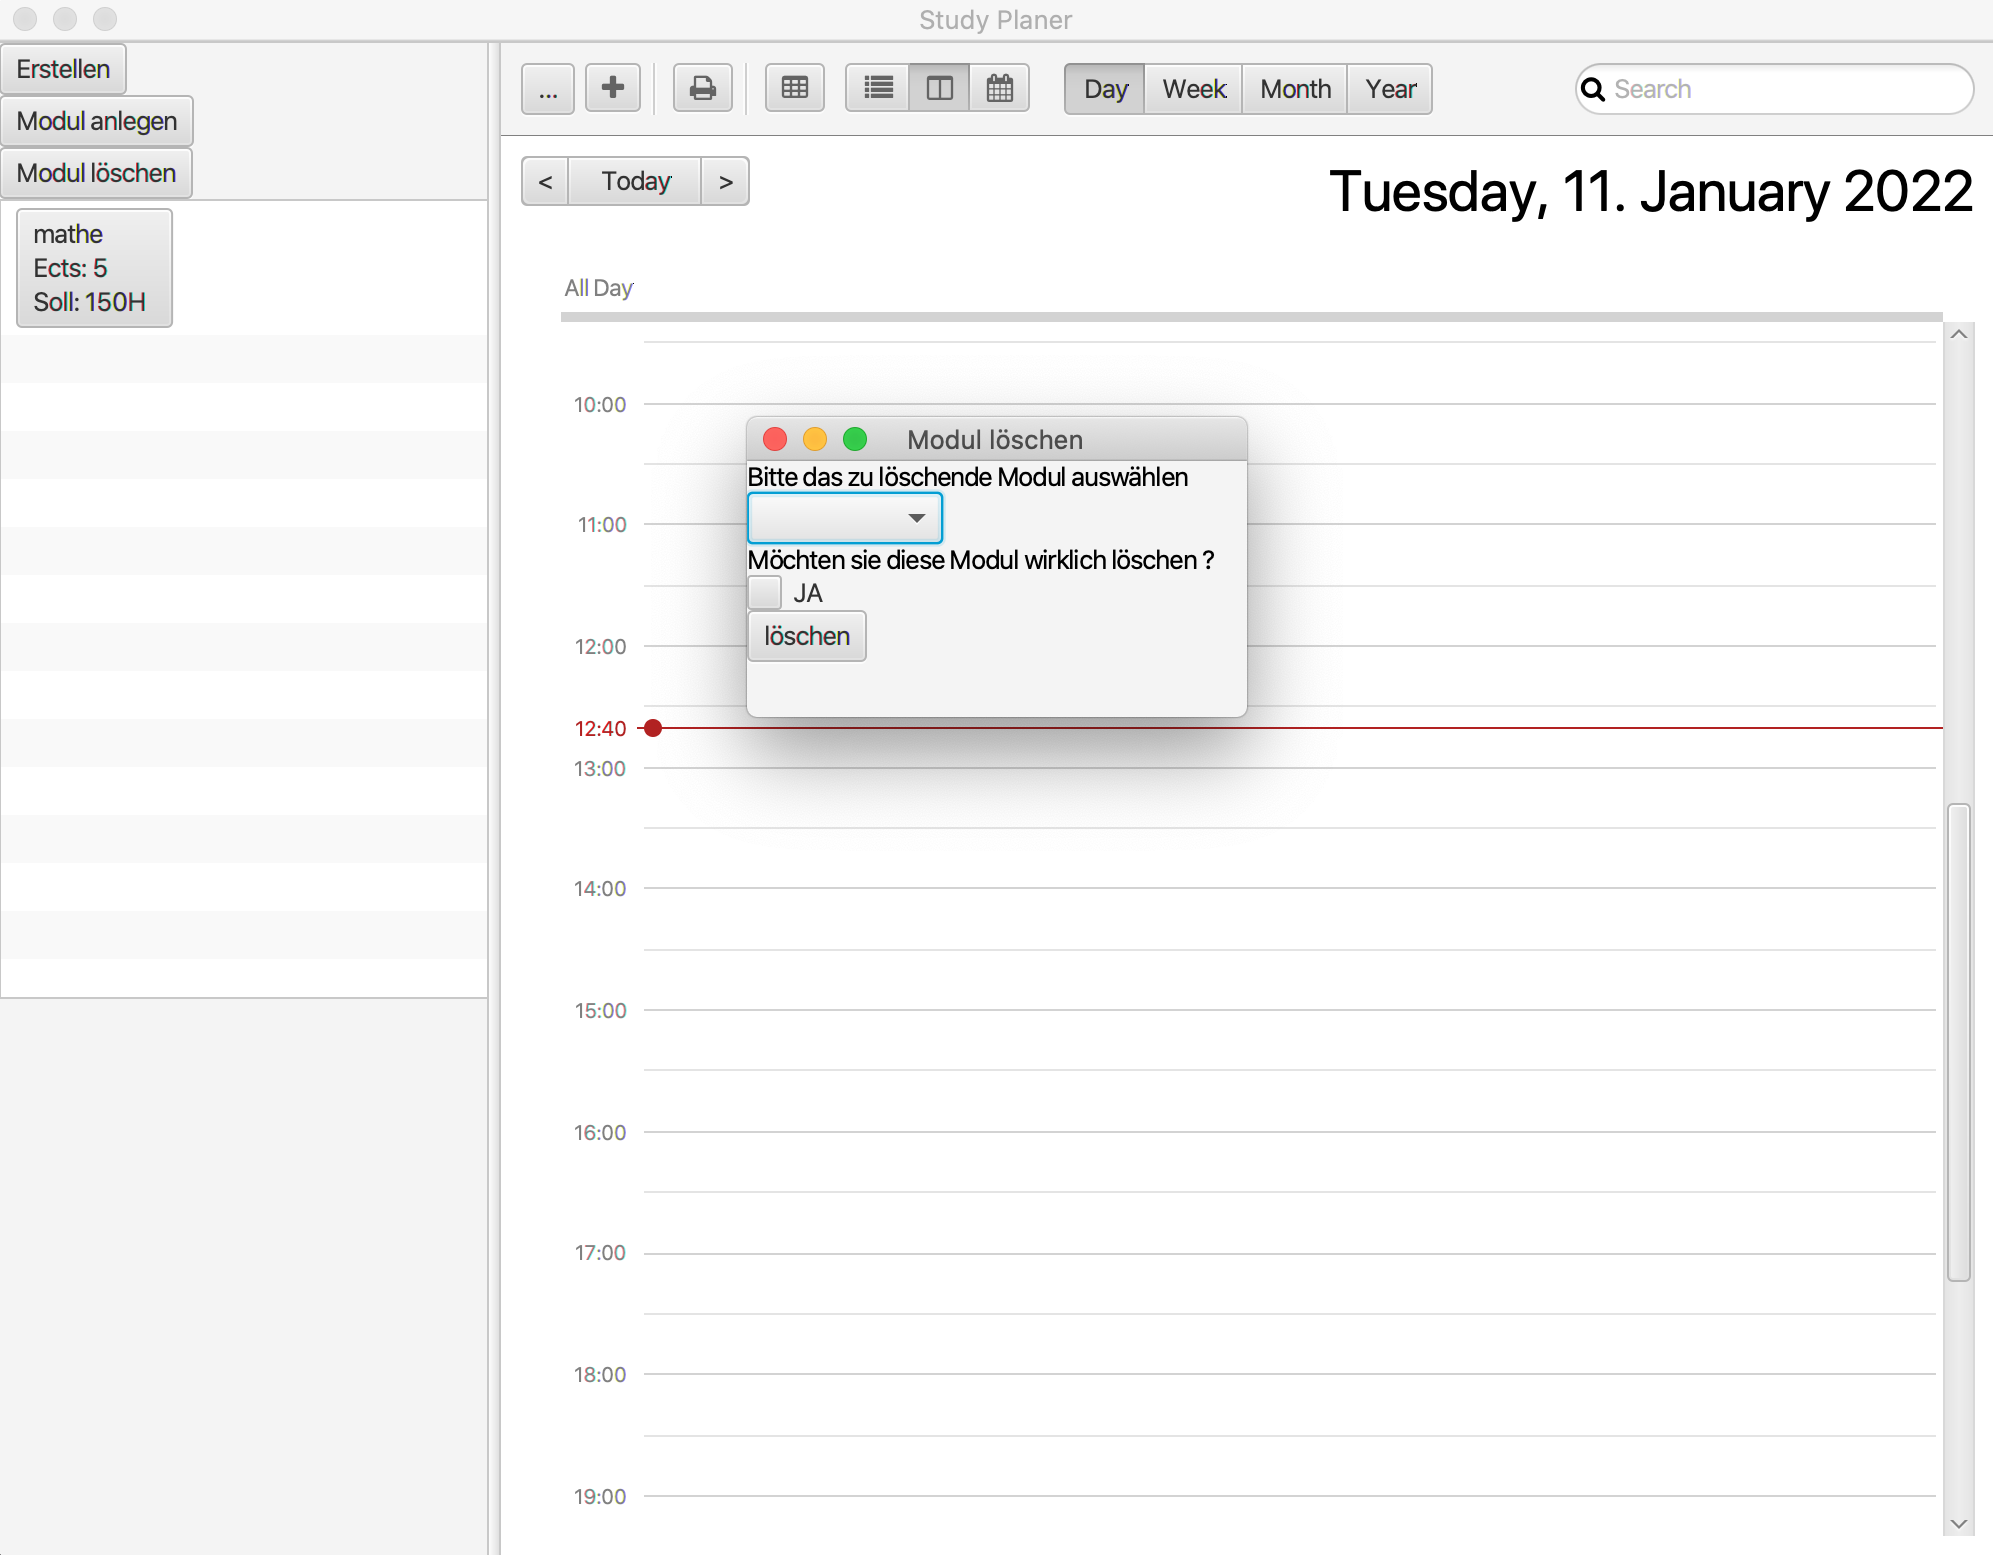 Study Planer
Erstellen
Modul anlegen
Modul löschen
mathe
Ects: 5
Soll: 150H
...
Day Week Month Year
Search
< Today >
Tuesday, 11. January 2022
All Day
10:00
11:00
12:00
12:40
13:00
14:00
15:00
16:00
17:00
18:00
19:00
Modul löschen
Bitte das zu löschende Modul auswählen
Möchten sie diese Modul wirklich löschen ?
JA
löschen